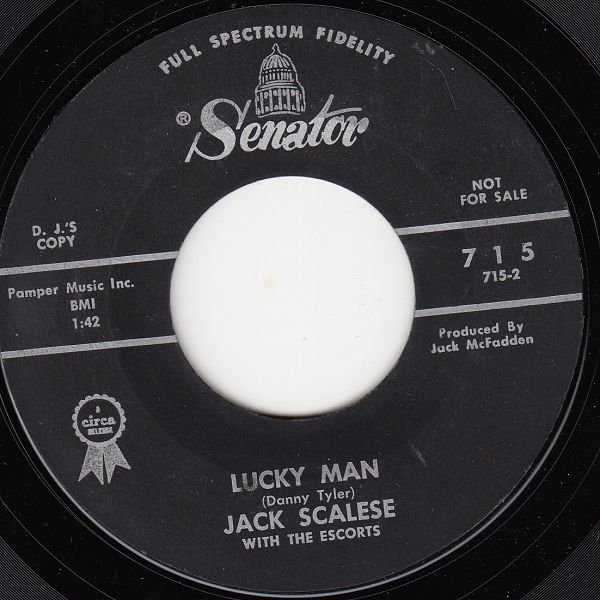 FULL SPECTRUM FIDELITY
® Senator
D. J.'S
COPY
NOT
FOR SALE
Pamper Music Inc.
BMI
1:42
7 1 5
715-2
Produced By
Jack McFadden
A
circa
RELEASE
LUCKY MAN
(Danny Tyler)
JACK SCALESE
WITH THE ESCORTS